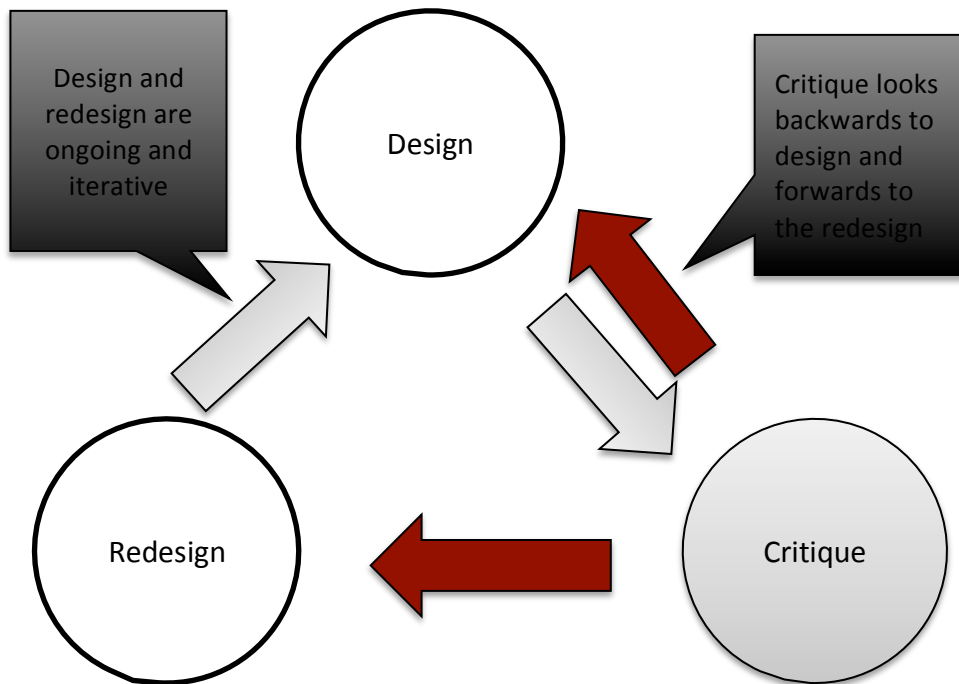 Design and
redesign are
ongoing and
iterative
Design
Critique looks
backwards to
design and
forwards to
the redesign
Redesign
Critique